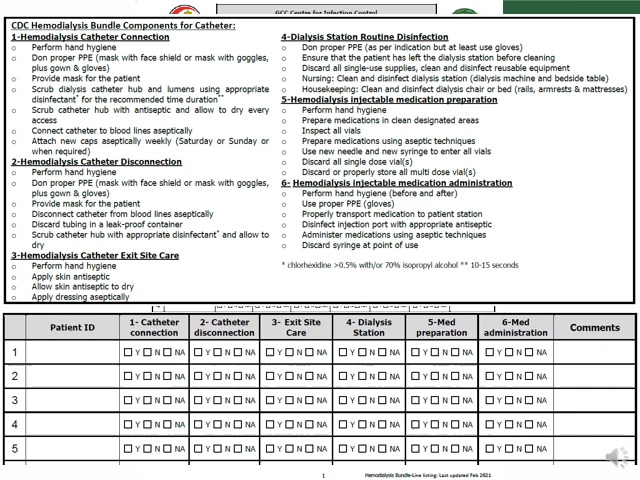 GCC Centre for Infection Control
CDC Hemodialysis Bundle Components for Catheter:
1-Hemodialysis Catheter Connection
o Perform hand hygiene
o Don proper PPE (mask with face shield or mask with goggles,
plus gown & gloves)
o Provide mask for the patient
o Scrub dialysis catheter hub and lumens using appropriate
disinfectant* for the recommended time duration**
o Scrub catheter hub with antiseptic and allow to dry every
access
o Connect catheter to blood lines aseptically
o Attach new caps aseptically weekly (Saturday or Sunday or
when required)
2-Hemodialysis Catheter Disconnection
o Perform hand hygiene
o Don proper PPE (mask with face shield or mask with goggles,
plus gown & gloves)
o Provide mask for the patient
o Disconnect catheter from blood lines aseptically
o Discard tubing in a leak-proof container
o Scrub catheter hub with appropriate disinfectant* and allow to
dry
3-Hemodialysis Catheter Exit Site Care
o Perform hand hygiene
o Apply skin antiseptic
o Allow skin antiseptic to dry
o Apply dressing aseptically
4-Dialysis Station Routine Disinfection
o Don proper PPE (as per indication but at least use gloves)
o Ensure that the patient has left the dialysis station before cleaning
o Discard all single-use supplies, clean and disinfect reusable equipment
o Nursing: Clean and disinfect dialysis station (dialysis machine and bedside table)
o Housekeeping: Clean and disinfect dialysis chair or bed (rails, armrests & mattresses)
5-Hemodialysis injectable medication preparation
o Perform hand hygiene
o Prepare medications in clean designated areas
o Inspect all vials
o Prepare medications using aseptic techniques
o Use new needle and new syringe to enter all vials
o Discard all single dose vial(s)
o Discard or properly store all multi dose vial(s)
6- Hemodialysis injectable medication administration
o Perform hand hygiene (before and after)
o Use proper PPE (gloves)
o Properly transport medication to patient station
o Disinfect injection port with appropriate antiseptic
o Administer medications using aseptic techniques
o Discard syringe at point of use
* chlorhexidine >0.5% with/or 70% isopropyl alcohol ** 10-15 seconds
Patient ID 1- Catheter connection 2- Catheter disconnection 3- Exit Site Care 4- Dialysis Station 5-Med preparation 6-Med administration Comments
1 Y N NA Y N NA Y N NA Y N NA Y N NA Y N NA
2 Y N NA Y N NA Y N NA Y N NA Y N NA Y N NA
3 Y N NA Y N NA Y N NA Y N NA Y N NA Y N NA
4 Y N NA Y N NA Y N NA Y N NA Y N NA Y N NA
5 Y N NA Y N NA Y N NA Y N NA Y N NA Y N NA
1 Hemodialysis Bundle-Line listing: Last updated Feb 2021